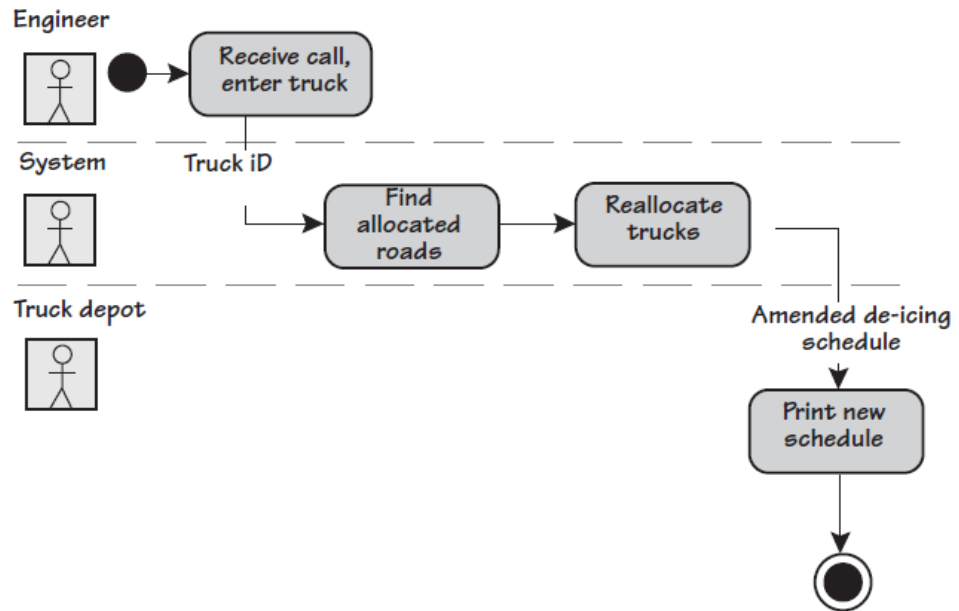 Engineer
Receive call,
enter truck
System
Truck iD
Find
allocated
roads
Reallocate
trucks
Truck depot
Amended de-icing
schedule
Print new
schedule